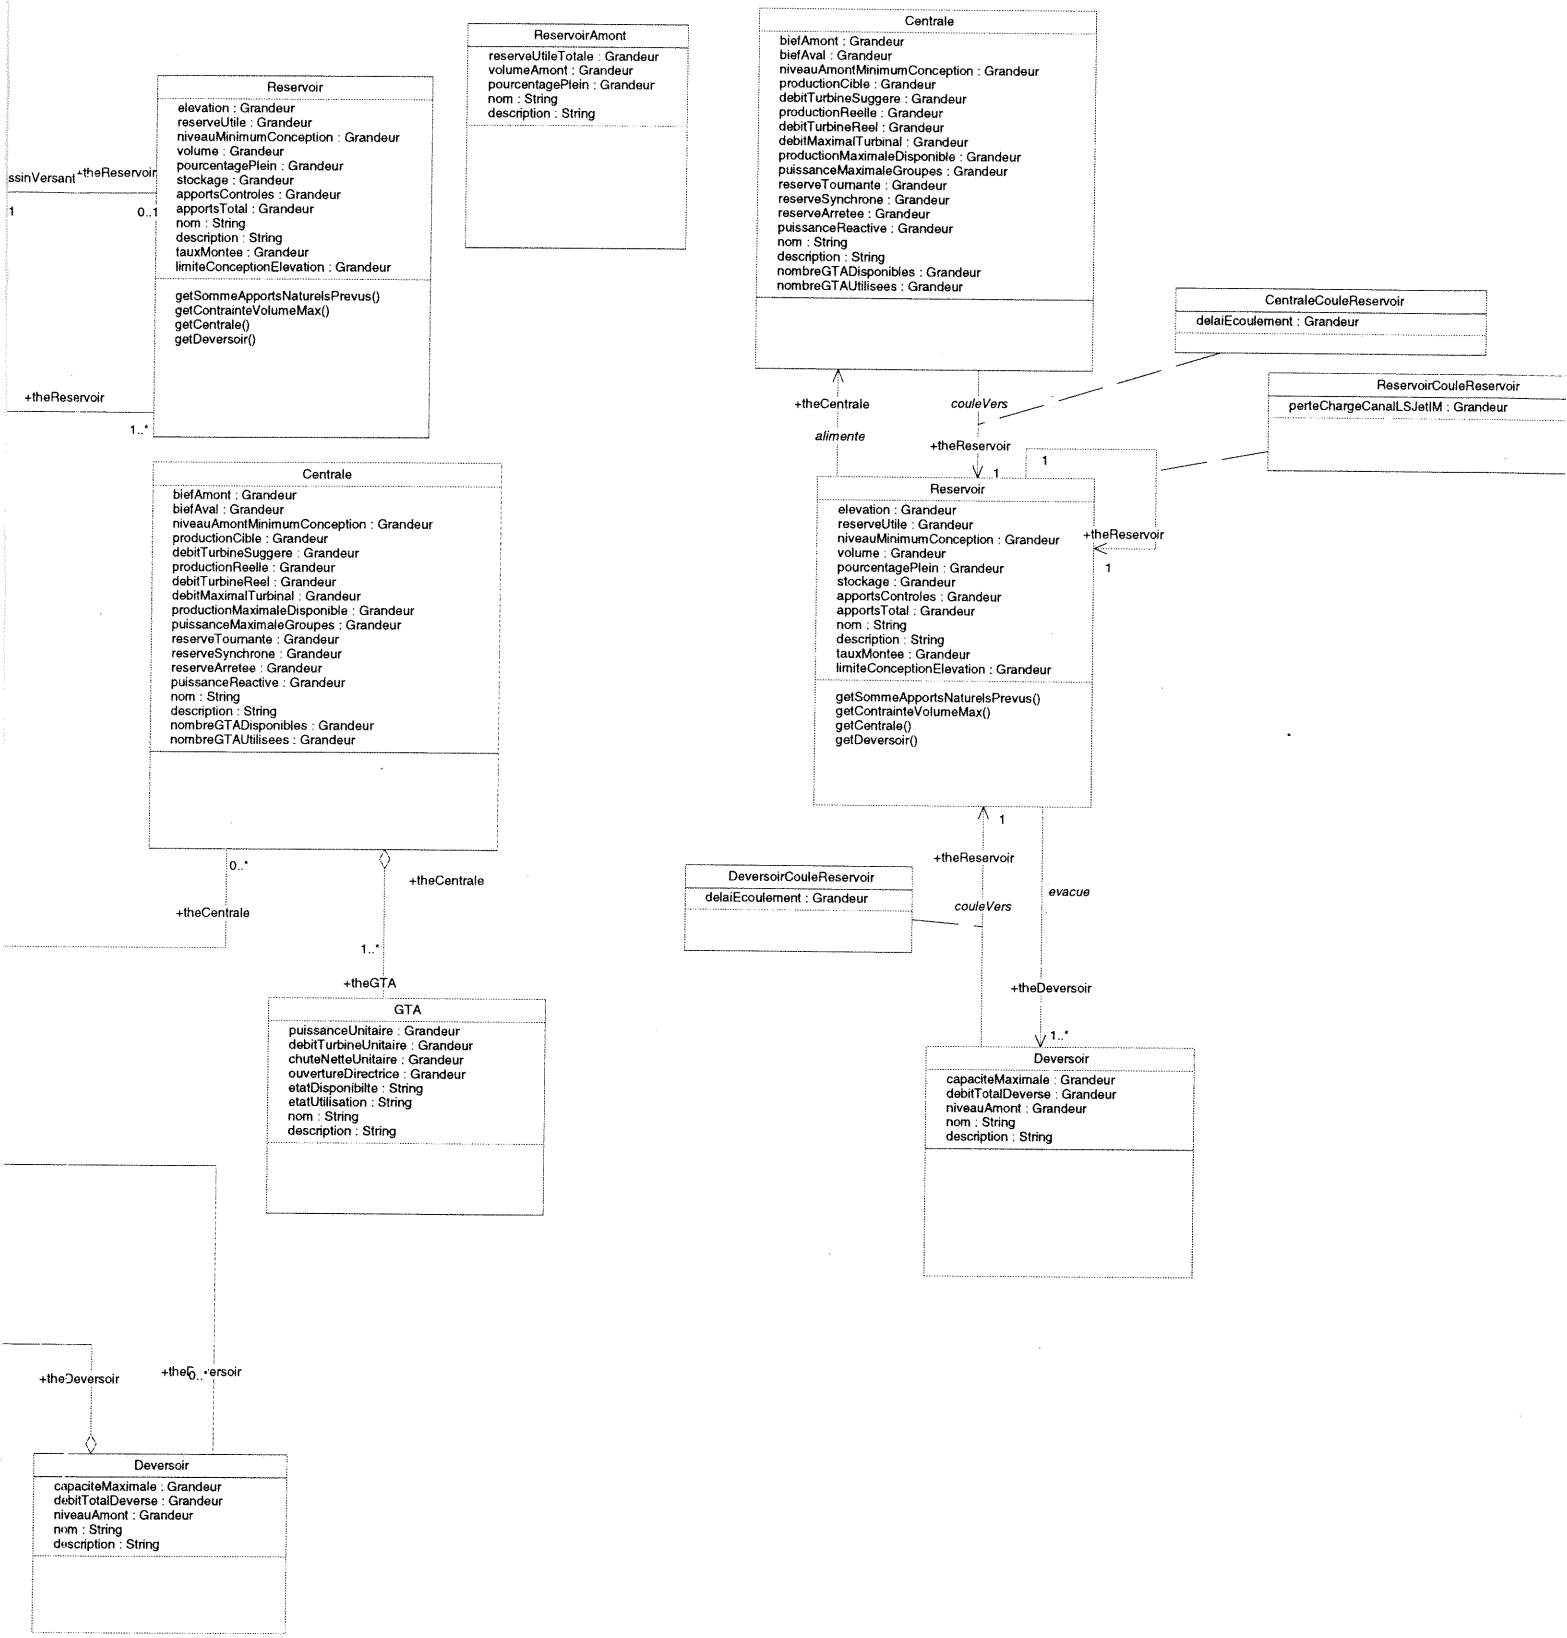 ReservoirAmont
reserveUtileTotale : Grandeur
volumeAmont : Grandeur
pourcentagePlein : Grandeur
nom : String
description : String
Reservoir
elevation : Grandeur
reserveUtile : Grandeur
niveauMinimumConception : Grandeur
volume : Grandeur
pourcentagePlein : Grandeur
stockage : Grandeur
apportsControles : Grandeur
apportsTotal : Grandeur
nom : String
description : String
tauxMontee : Grandeur
limiteConceptionElevation : Grandeur
getSommeApportsNaturelsPrevus()
getContrainteVolumeMax()
getCentrale()
getDeversoir()
ssinVersant
+theReservoir
1
0..1
+theReservoir
1..*
Centrale
biefAmont : Grandeur
biefAval : Grandeur
niveauAmontMinimumConception : Grandeur
productionCible : Grandeur
debitTurbineSuggere : Grandeur
productionReelle : Grandeur
debitTurbineReel : Grandeur
debitMaximalTurbinal : Grandeur
productionMaximaleDisponible : Grandeur
puissanceMaximaleGroupes : Grandeur
reserveTournante : Grandeur
reserveSynchrone : Grandeur
reserveArretee : Grandeur
puissanceReactive : Grandeur
nom : String
description : String
nombreGTADisponibles : Grandeur
nombreGTAUtilisees : Grandeur
0..*
+theCentrale
+theCentrale
1..*
+theGTA
GTA
puissanceUnitaire : Grandeur
debitTurbineUnitaire : Grandeur
chuteNetteUnitaire : Grandeur
ouvertureDirectrice : Grandeur
etatDisponibilte : String
etatUtilisation : String
nom : String
description : String
+theDeversoir
0..*
Deversoir
capaciteMaximale : Grandeur
debitTotalDeverse : Grandeur
niveauAmont : Grandeur
nom : String
description : String
Centrale
biefAmont : Grandeur
biefAval : Grandeur
niveauAmontMinimumConception : Grandeur
productionCible : Grandeur
debitTurbineSuggere : Grandeur
productionReelle : Grandeur
debitTurbineReel : Grandeur
debitMaximalTurbinal : Grandeur
productionMaximaleDisponible : Grandeur
puissanceMaximaleGroupes : Grandeur
reserveTournante : Grandeur
reserveSynchrone : Grandeur
reserveArretee : Grandeur
puissanceReactive : Grandeur
nom : String
description : String
nombreGTADisponibles : Grandeur
nombreGTAUtilisees : Grandeur
CentraleCouleReservoir
delaiEcoulement : Grandeur
ReservoirCouleReservoir
perteChargeCanalLSJetIM : Grandeur
+theCentrale
alimente
couleVers
+theReservoir
1
1
+theReservoir
1
Reservoir
elevation : Grandeur
reserveUtile : Grandeur
niveauMinimumConception : Grandeur
volume : Grandeur
pourcentagePlein : Grandeur
stockage : Grandeur
apportsControles : Grandeur
apportsTotal : Grandeur
nom : String
description : String
tauxMontee : Grandeur
limiteConceptionElevation : Grandeur
getSommeApportsNaturelsPrevus()
getContrainteVolumeMax()
getCentrale()
getDeversoir()
1
+theReservoir
couleVers
evacue
DeversoirCouleReservoir
delaiEcoulement : Grandeur
+theDeversoir
1..*
Deversoir
capaciteMaximale : Grandeur
debitTotalDeverse : Grandeur
niveauAmont : Grandeur
nom : String
description : String